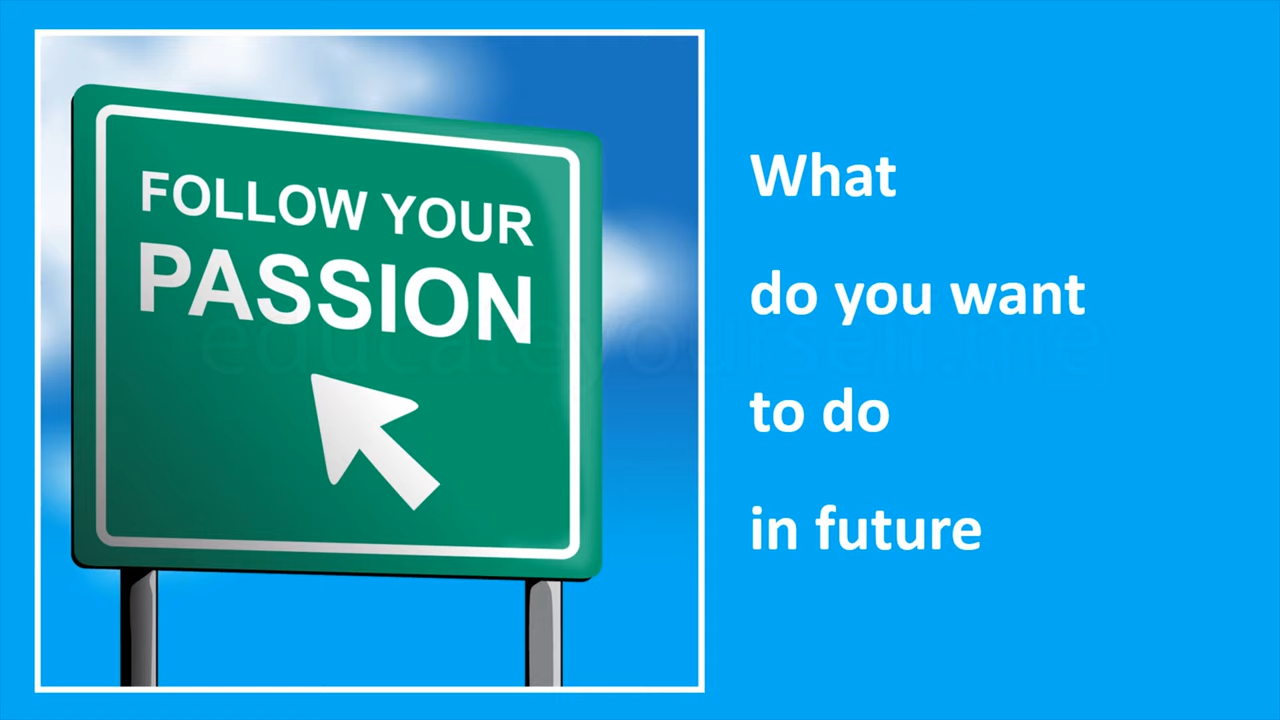 FOLLOW YOUR
PASSION
What
do you want
to do
in future